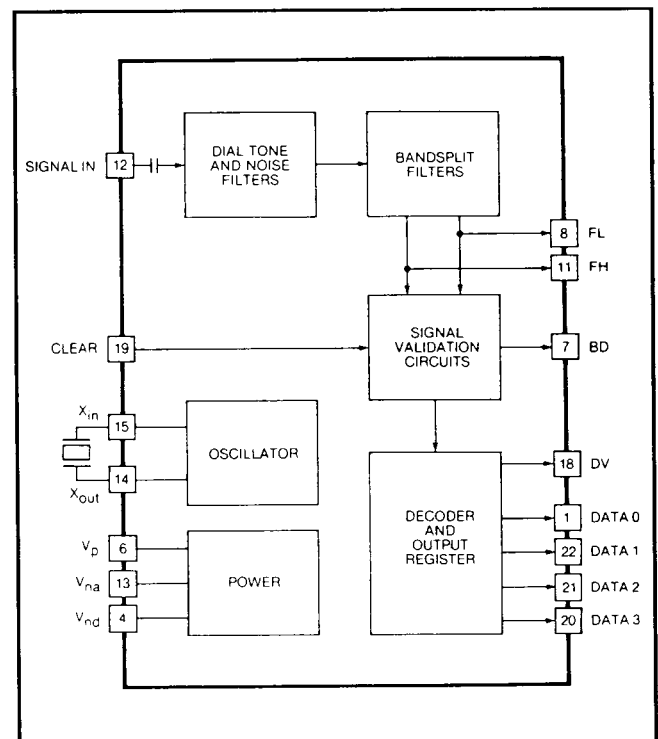 DIAL TONE
AND NOISE
FILTERS
BANDSPLIT
FILTERS
SIGNAL IN
12
8
FL
11
FH
SIGNAL
VALIDATION
CIRCUITS
CLEAR
19
7
BD
Xin
15
OSCILLATOR
14
Xout
DECODER
AND
OUTPUT
REGISTER
18
DV
1
DATA 0
22
DATA 1
21
DATA 2
20
DATA 3
Vp
6
Vna
13
POWER
Vnd
4